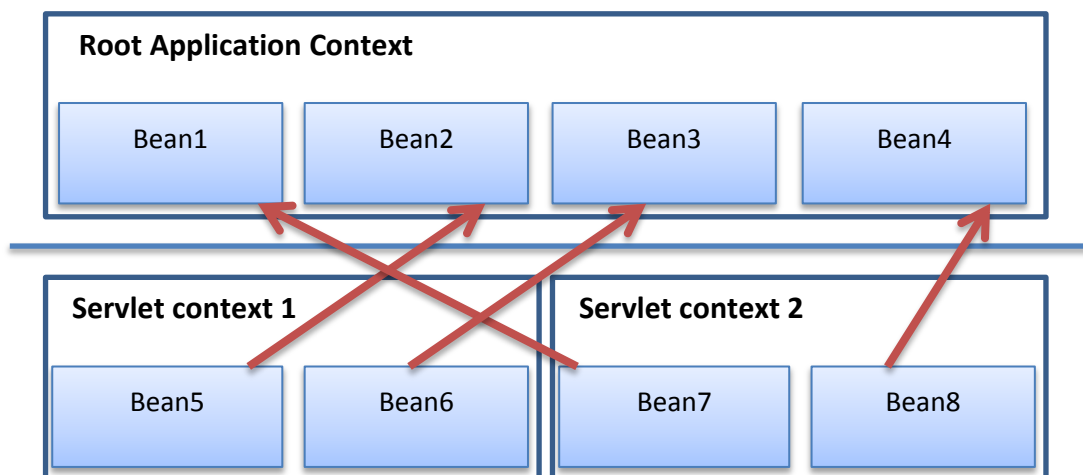 Root Application Context
Bean1 Bean2 Bean3 Bean4
Servlet context 1 Servlet context 2
Bean5 Bean6 Bean7 Bean8